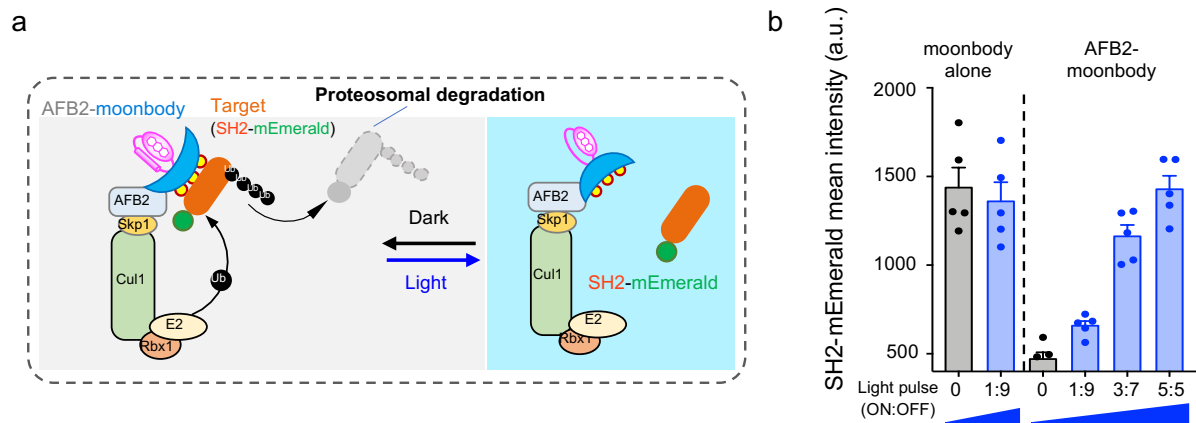 a
AFB2-moonbody
Target
(SH2-mEmerald)
Proteosomal degradation
Ub
Ub
Ub
Ub
AFB2
Skp1
Cul1
Ub
E2
Rbx1
Dark
Light
AFB2
Skp1
Cul1
E2
Rbx1
SH2-mEmerald
b
moonbody
alone
AFB2-
moonbody
SH2-mEmerald mean intensity (a.u.)
2000
1500
1000
500
Light pulse
(ON:OFF)
0 1:9 0 1:9 3:7 5:5